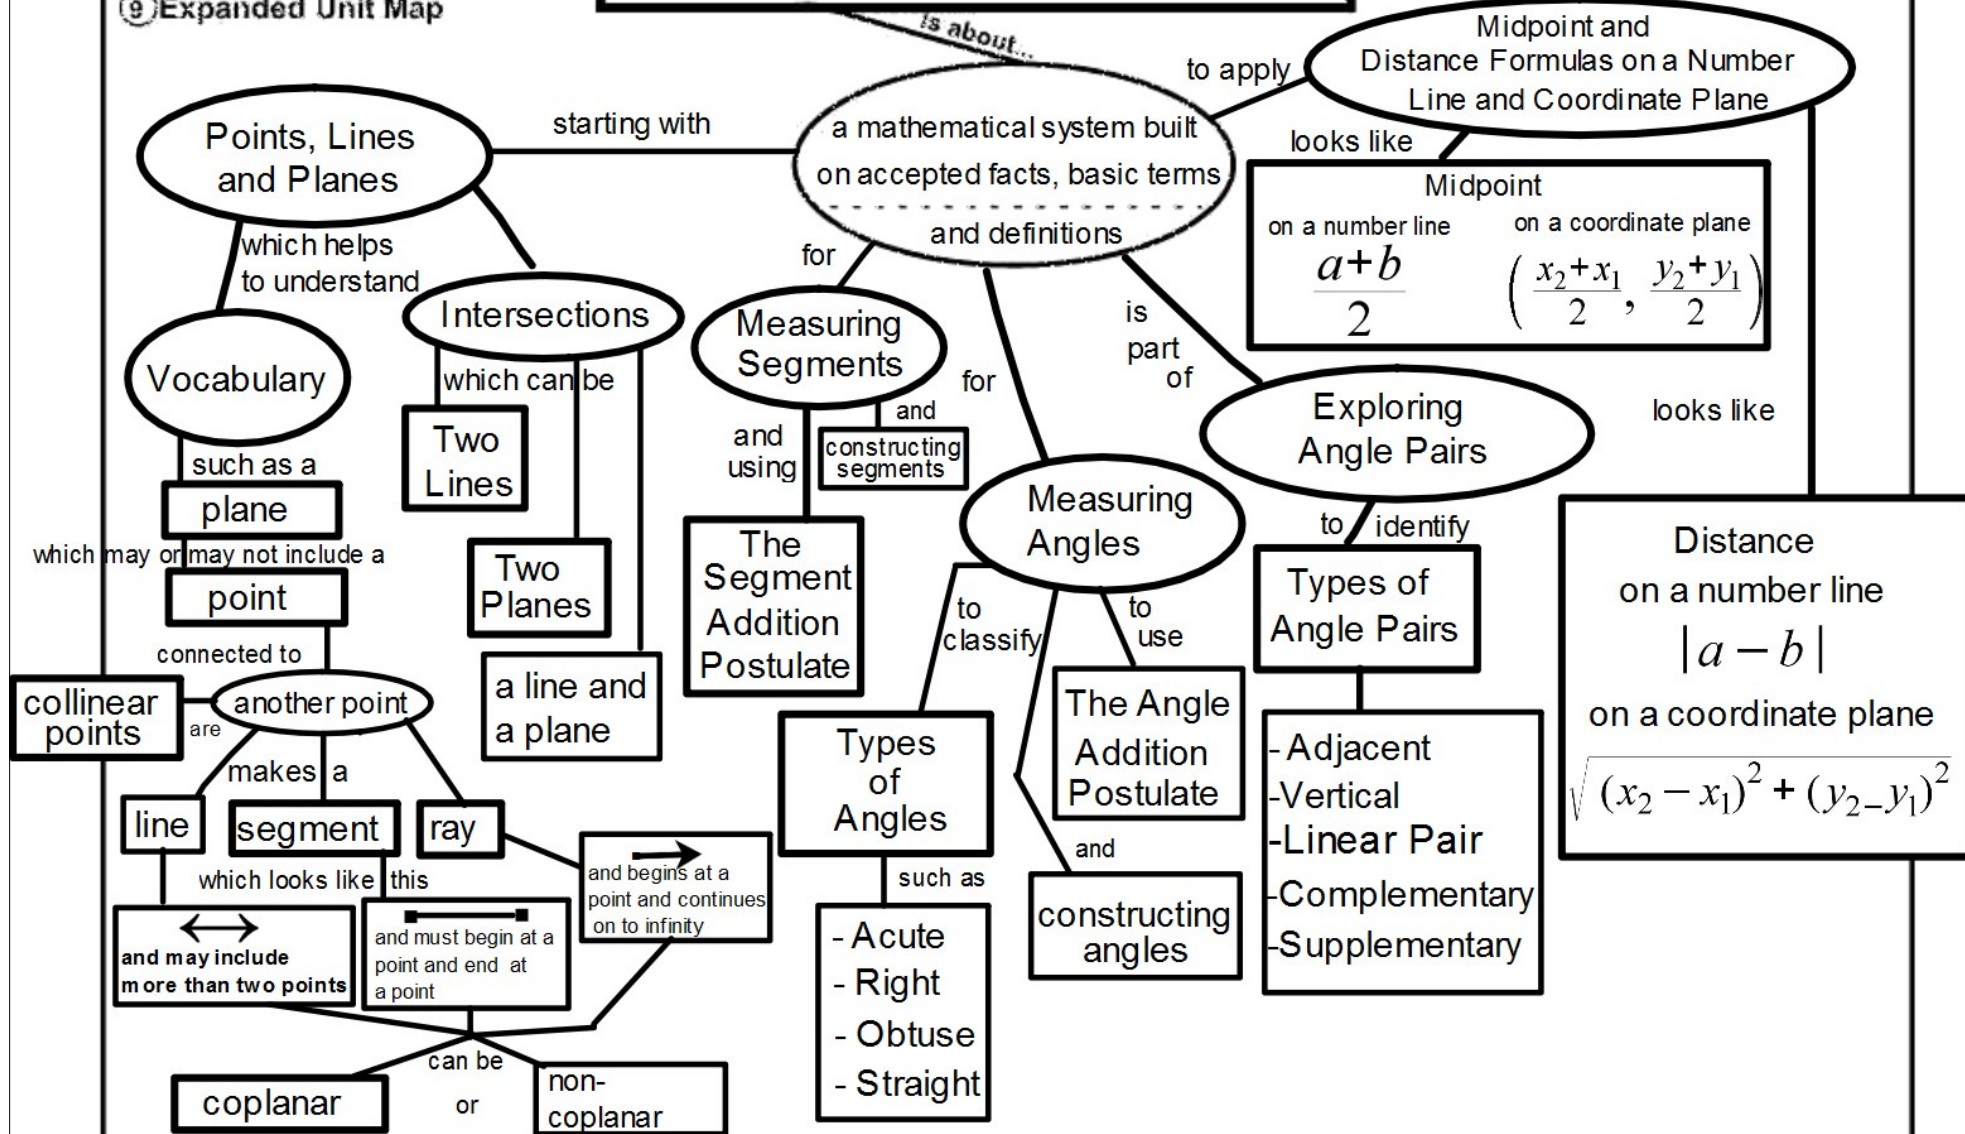 9 Expanded Unit Map
is about...
a mathematical system built
on accepted facts, basic terms
and definitions
starting with
Points, Lines
and Planes
which helps
to understand
Vocabulary
such as a
plane
which may or may not include a
point
connected to
another point
are
collinear
points
makes a
line
segment
ray
which looks like this
and may include
more than two points
and must begin at a
point and end at
a point
and begins at a
point and continues
on to infinity
can be
or
coplanar
non-
coplanar
Intersections
which can be
Two
Lines
Two
Planes
a line and
a plane
for
Measuring
Segments
and
using
The
Segment
Addition
Postulate
and
constructing
segments
for
Measuring
Angles
to
classify
Types
of
Angles
such as
- Acute
- Right
- Obtuse
- Straight
and
constructing
angles
to
use
The Angle
Addition
Postulate
is
part
of
Exploring
Angle Pairs
to identify
Types of
Angle Pairs
- Adjacent
-Vertical
-Linear Pair
-Complementary
-Supplementary
to apply
Midpoint and
Distance Formulas on a Number
Line and Coordinate Plane
looks like
Midpoint
on a number line
a+b
2
on a coordinate plane
( x₂+x₁ , y₂+y₁ )
2 2
looks like
Distance
on a number line
|a − b|
on a coordinate plane
√(x₂ − x₁)² + (y₂₋y₁)²